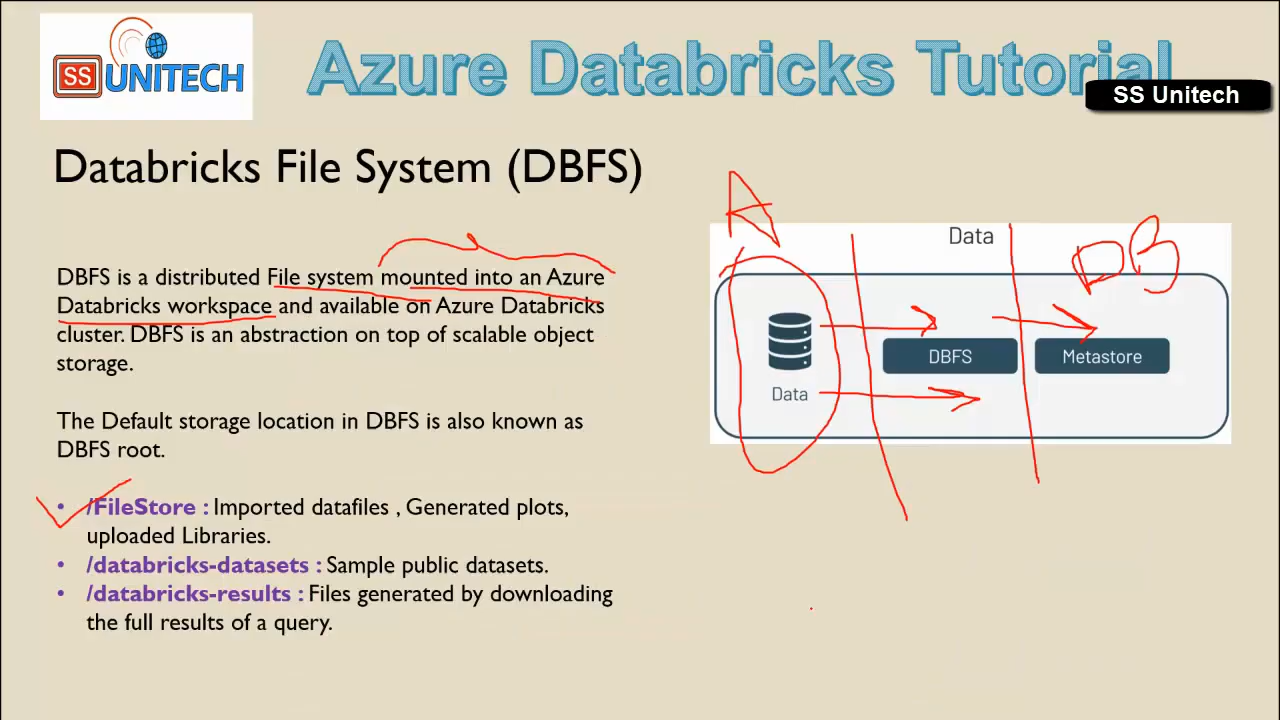 SS UNITECH
Azure Databricks Tutorial
SS Unitech
Databricks File System (DBFS)
DBFS is a distributed File system mounted into an Azure
Databricks workspace and available on Azure Databricks
cluster. DBFS is an abstraction on top of scalable object
storage.
The Default storage location in DBFS is also known as
DBFS root.
• /FileStore : Imported datafiles , Generated plots,
uploaded Libraries.
• /databricks-datasets : Sample public datasets.
• /databricks-results : Files generated by downloading
the full results of a query.
A
Data
DB
DBFS
Metastore
Data